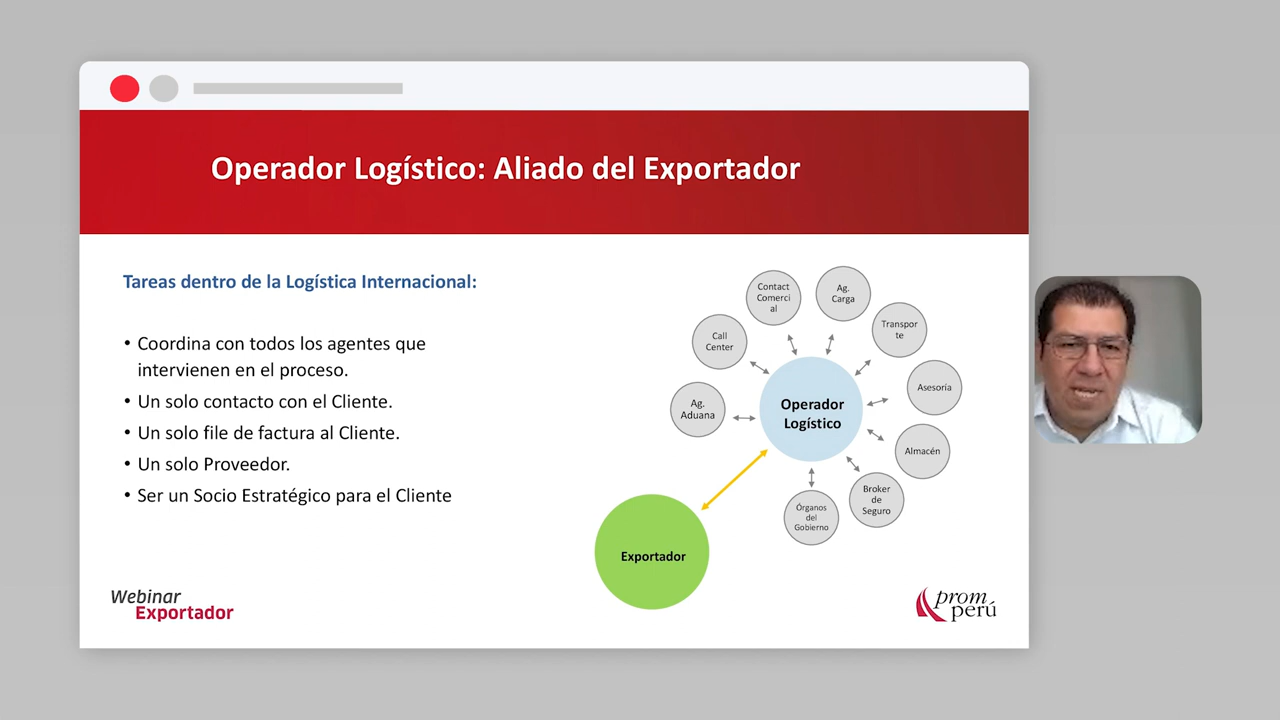 Operador Logístico: Aliado del Exportador
Tareas dentro de la Logística Internacional:
• Coordina con todos los agentes que
intervienen en el proceso.
• Un solo contacto con el Cliente.
• Un solo file de factura al Cliente.
• Un solo Proveedor.
• Ser un Socio Estratégico para el Cliente
Contact
Comerci
al
Ag.
Carga
Call
Center
Transpor
te
Ag.
Aduana
Operador
Logístico
Asesoria
Almacén
Broker
de
Seguro
Órganos
del
Gobierno
Exportador
Webinar
Exportador
prom
perú